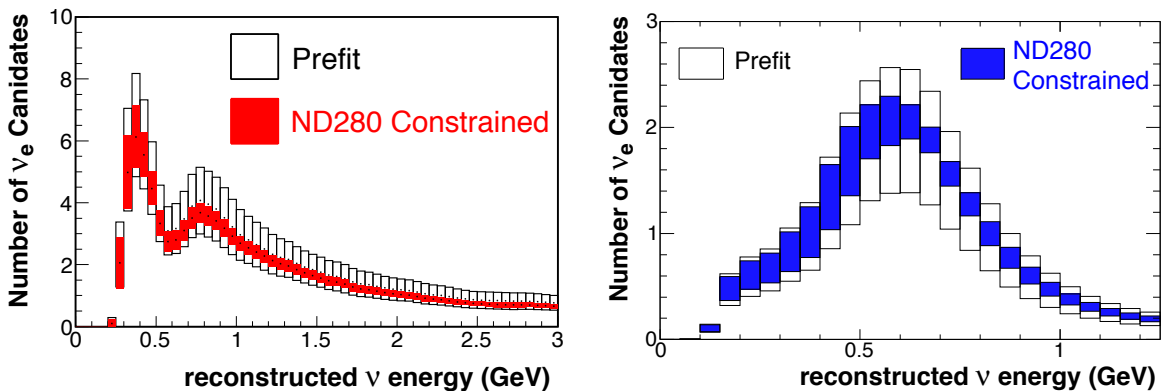 Number of νe Canidates
10
8
6
4
2
0
Prefit
ND280 Constrained
0 0.5 1 1.5 2 2.5 3
reconstructed ν energy (GeV)
Number of νe Canidates
3
2
1
0
Prefit
ND280
Constrained
0 0.5 1
reconstructed ν energy (GeV)